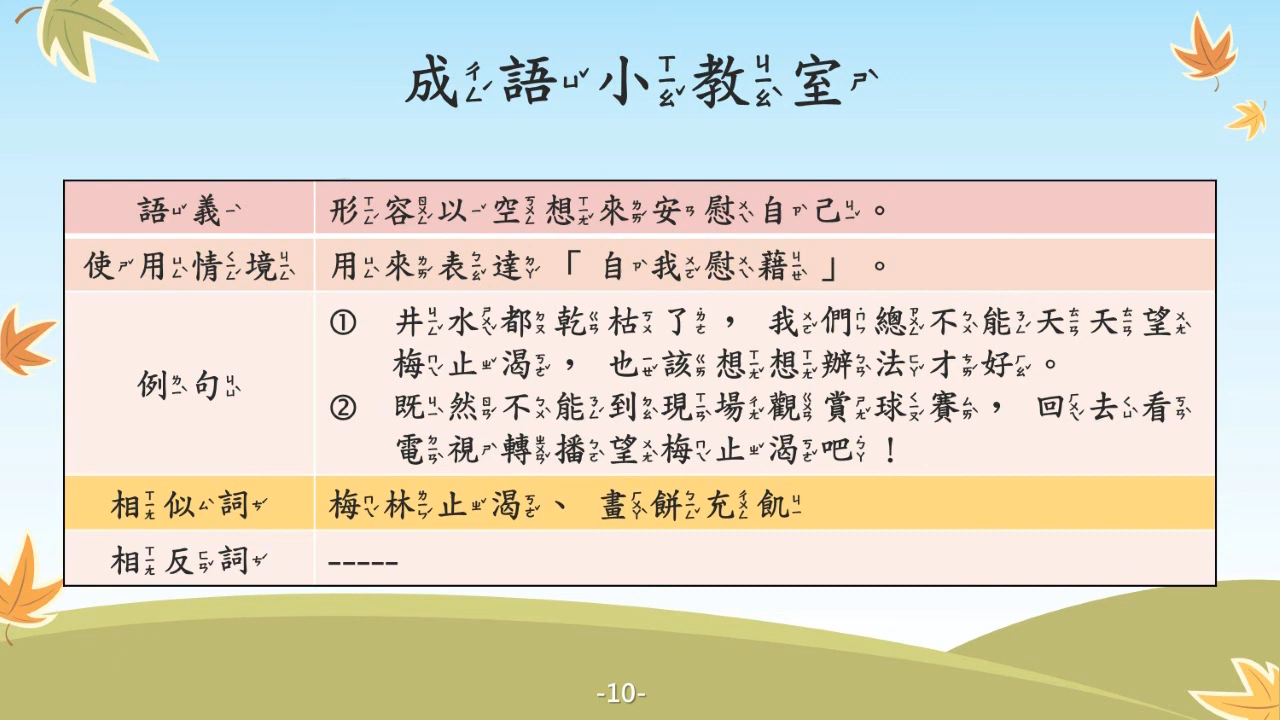 成語小教室
語義 形容以空想來安慰自己。
使用情境 用來表達「自我慰藉」。
例句
① 井水都乾枯了，我們總不能天天望
梅止渴，也該想想辦法才好。
② 既然不能到現場觀賞球賽，回去看
電視轉播望梅止渴吧！
相似詞 梅林止渴、畫餅充飢
相反詞 -----
-10-